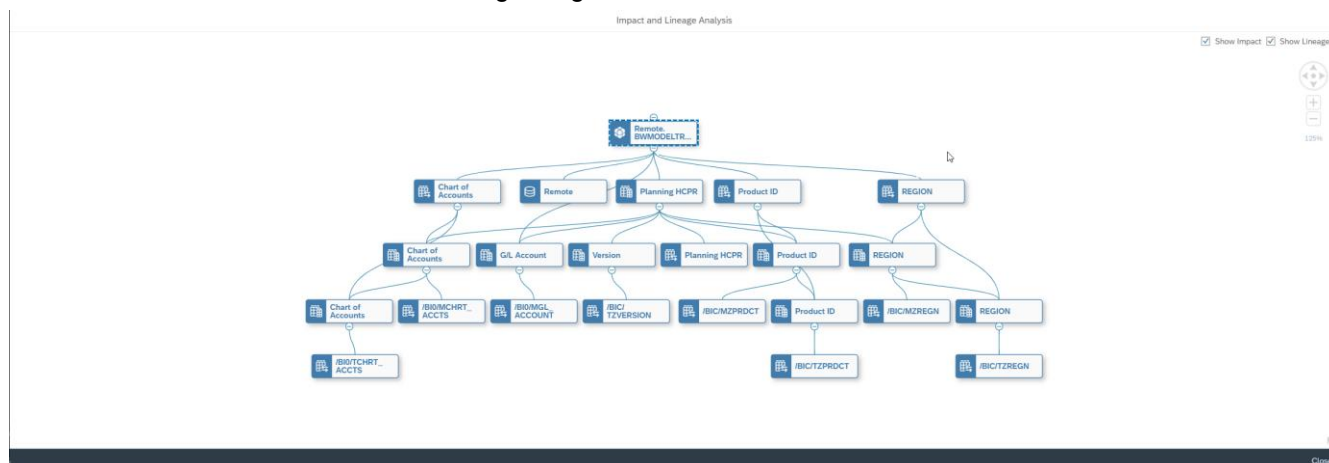 Impact and Lineage Analysis
Show Impact
Show Lineage
135%
Remote.
BWMODELTR...
Chart of
Accounts
Remote
Planning HCPR
Product ID
REGION
Chart of
Accounts
G/L Account
Version
Planning HCPR
Product ID
REGION
Chart of
Accounts
/BI0/MCHRT_
ACCTS
/BI0/MGL_
ACCOUNT
/BIC/
TZVERSION
/BIC/MZPRDCT
Product ID
/BIC/MZREGN
REGION
/BI0/TCHRT_
ACCTS
/BIC/TZPRDCT
/BIC/TZREGN